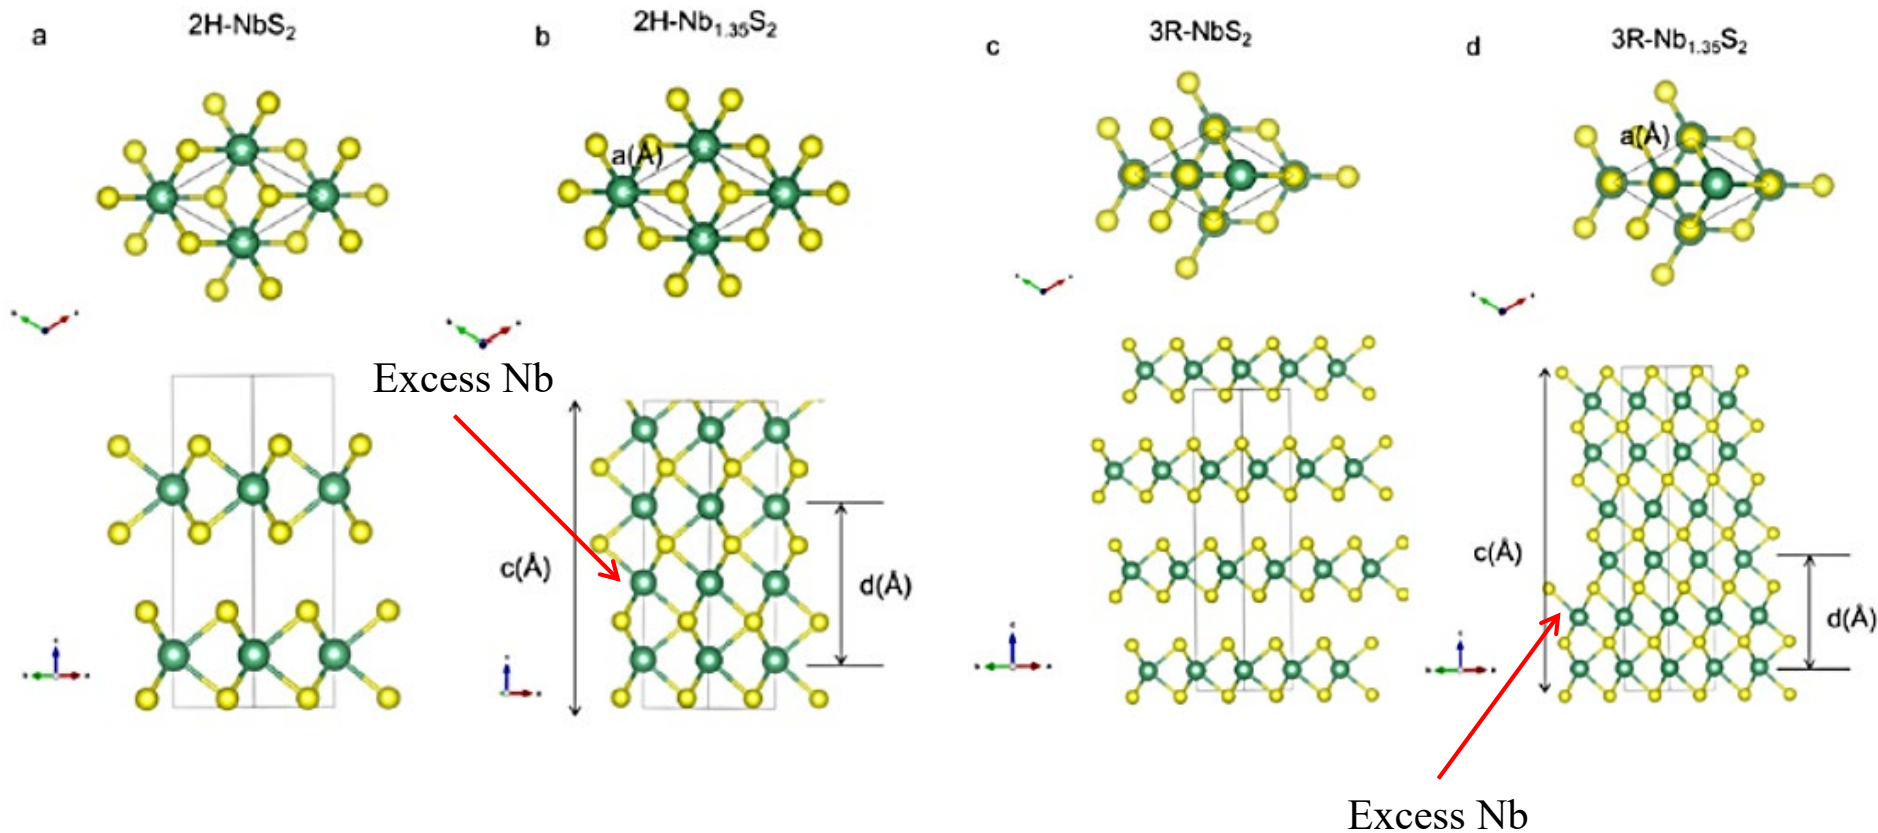 a
2H-NbS₂
b
2H-Nb₁.₃₅S₂
c
3R-NbS₂
d
3R-Nb₁.₃₅S₂
a(Å)
a(Å)
Excess Nb
c(Å)
d(Å)
c(Å)
d(Å)
Excess Nb